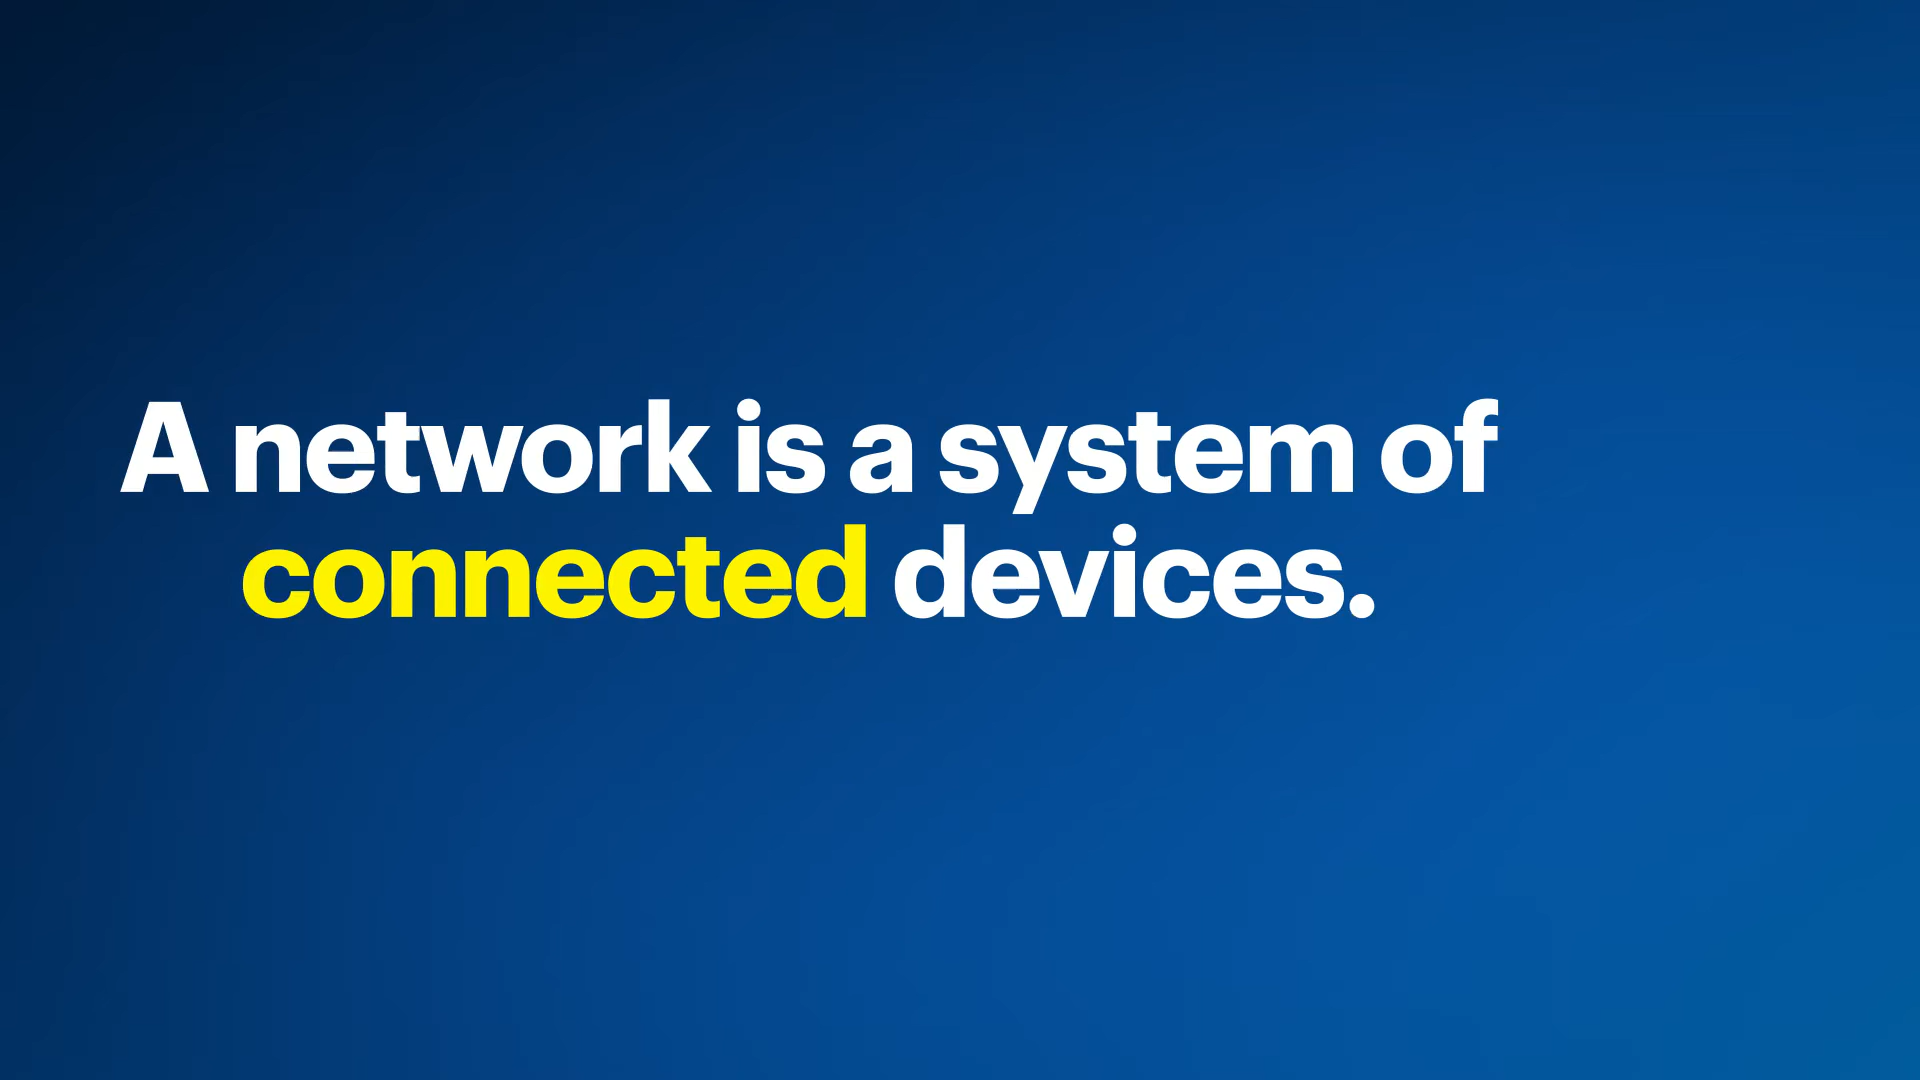 A network is a system of
connected devices.